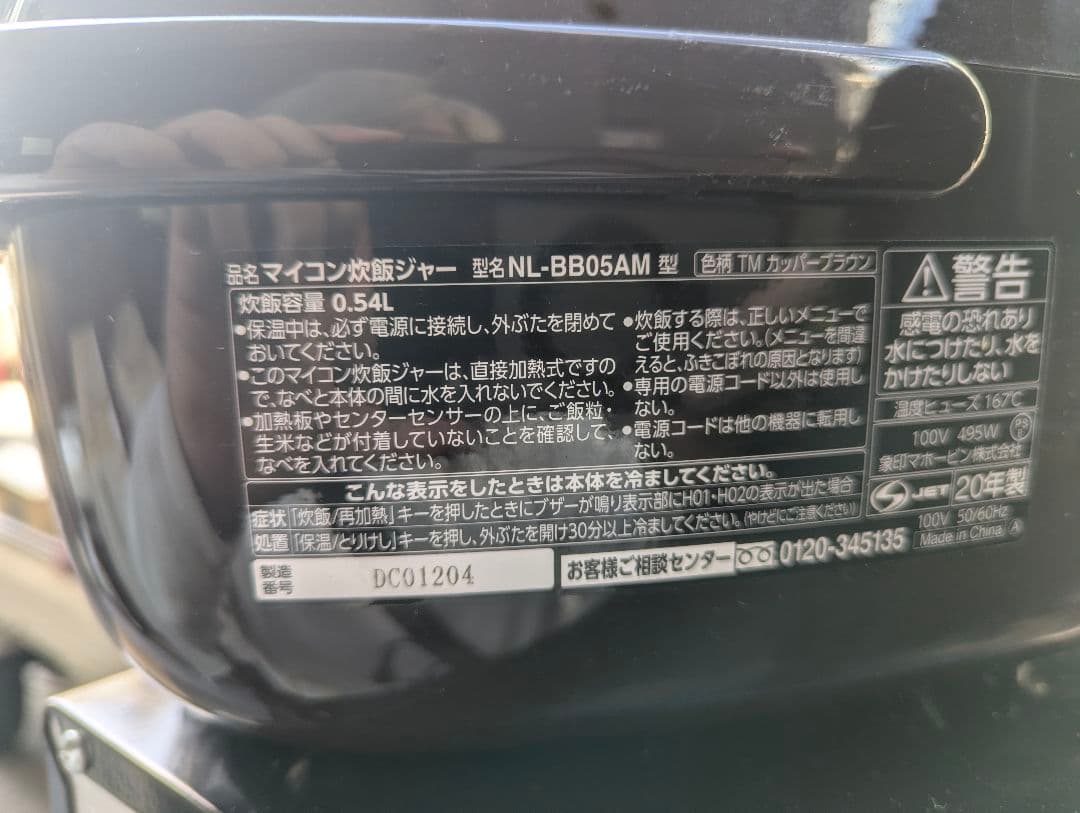 品名 マイコン炊飯ジャー 型名 NL-BB05AM 型 色柄 TM カッパーブラウン
炊飯容量 0.54L
●保温中は、必ず電源に接続し、外ぶたを閉めて
おいてください。
●このマイコン炊飯ジャーは、直接加熱式ですの
で、なべと本体の間に水を入れないでください。
●加熱板やセンターセンサーの上に、ご飯粒・
生米などが付着していないことを確認して、
なべを入れてください。
●炊飯する際は、正しいメニューで
ご使用ください。(メニューを間違
えると、ふきこぼれの原因となります)
●専用の電源コード以外は使用し
ない。
●電源コードは他の機器に転用し
ない。
こんな表示をしたときは本体を冷ましてください。
症状 「炊飯/再加熱」キーを押したときにブザーが鳴り表示部にH01・H02の表示が出た場合
処置 「保温/とりけし」キーを押し、外ぶたを開け30分以上冷ましてください。(やけどにご注意ください)
製造
番号 DC01204
お客様ご相談センター 0120-345135
警告
感電の恐れあり
水につけたり、水を
かけたりしない
温度ヒューズ 167℃
100V 495W PS E
象印マホービン株式会社
S JET 20年製
100V 50/60Hz
Made in China A